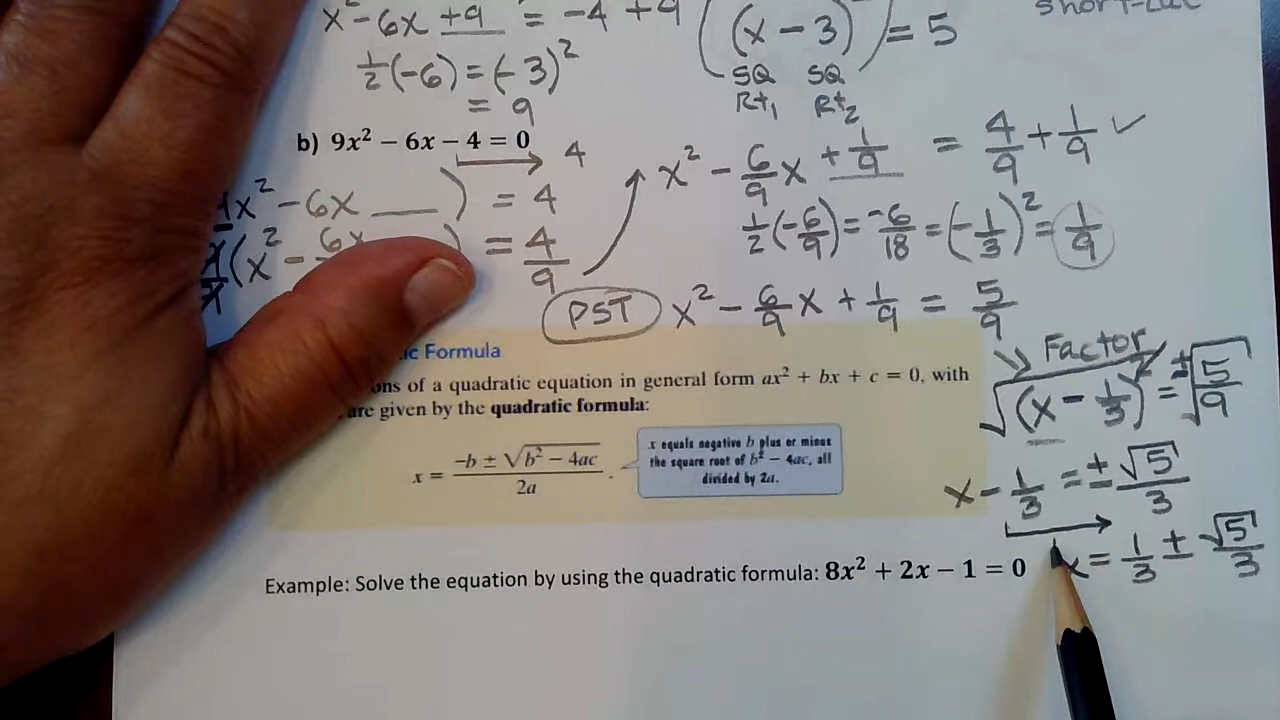 x² - 6x + 9 = -4 + 9
(x - 3) = 5
½(-6) = (-3)²
= 9
SQ SQ
Rt₁ Rt₂
b) 9x² − 6x − 4 = 0
4
x² - 6x ___ ) = 4
(x² - 6x ) = 4/9
x² - 6/9 x + 1/9 = 4/9 + 1/9 ✓
1/2(-6/9) = -6/18 = (-1/3)² = 1/9
PST x² - 6/9 x + 1/9 = 5/9
Factor
√(x - 1/3)² = ±√5/9
x - 1/3 = ± √5/3
x = 1/3 ± √5/3
ic Formula
ons of a quadratic equation in general form ax² + bx + c = 0, with
are given by the quadratic formula:
x = (-b ± √(b² − 4ac))/2a .
x equals negative b plus or minus
the square root of b² − 4ac, all
divided by 2a.
Example: Solve the equation by using the quadratic formula: 8x² + 2x − 1 = 0